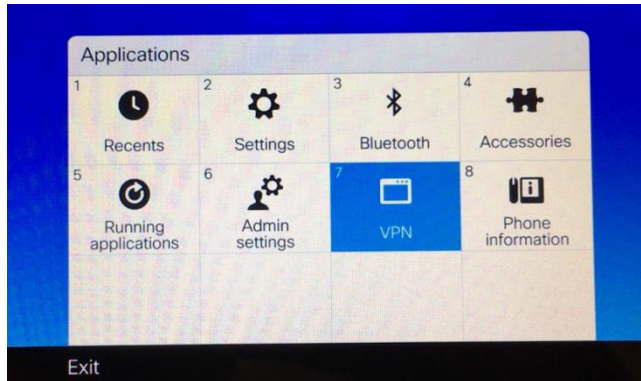 Applications
1
Recents
2
Settings
3
Bluetooth
4
Accessories
5
Running
applications
6
Admin
settings
7
VPN
8
Phone
information
Exit